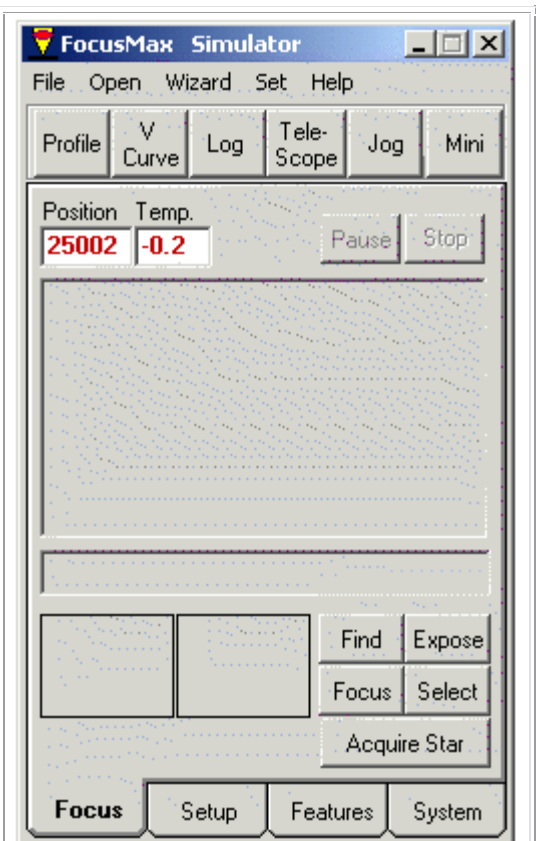 FocusMax Simulator
File Open Wizard Set Help
Profile V Curve Log Tele-Scope Jog Mini
Position Temp.
25002 -0.2 Pause Stop
Find Expose
Focus Select
Acquire Star
Focus Setup Features System